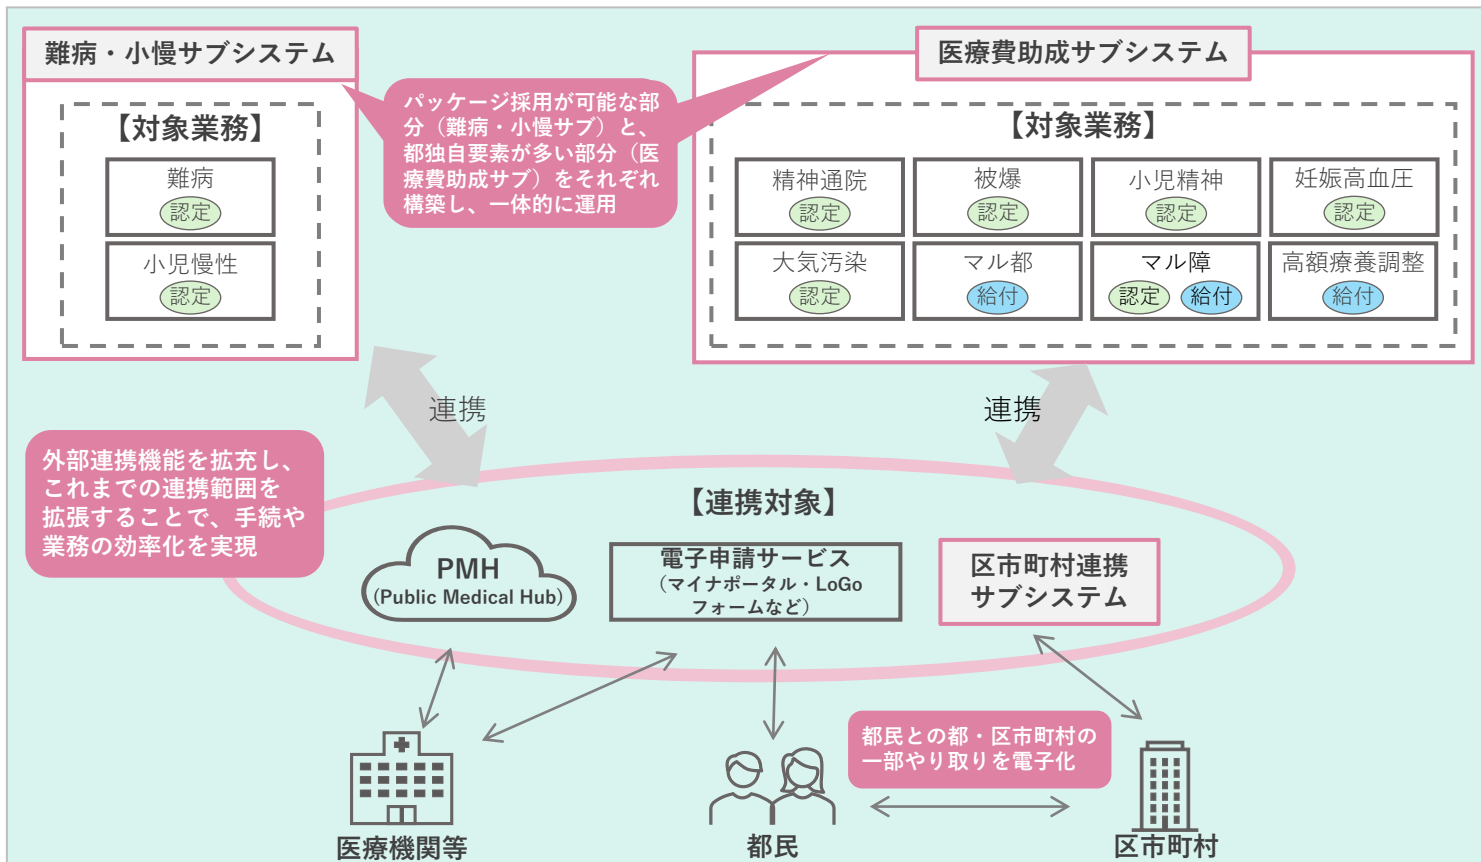 難病・小慢サブシステム
【対象業務】
難病
認定
小児慢性
認定
パッケージ採用が可能な部
分（難病・小慢サブ）と、
都独自要素が多い部分（医
療費助成サブ）をそれぞれ
構築し、一体的に運用
医療費助成サブシステム
【対象業務】
精神通院
認定
被爆
認定
小児精神
認定
妊娠高血圧
認定
大気汚染
認定
マル都
給付
マル障
認定 給付
高額療養調整
給付
連携
連携
外部連携機能を拡充し、
これまでの連携範囲を
拡張することで、手続や
業務の効率化を実現
【連携対象】
PMH
(Public Medical Hub)
電子申請サービス
（マイナポータル・LoGo
フォームなど）
区市町村連携
サブシステム
都民との都・区市町村の
一部やり取りを電子化
医療機関等
都民
区市町村